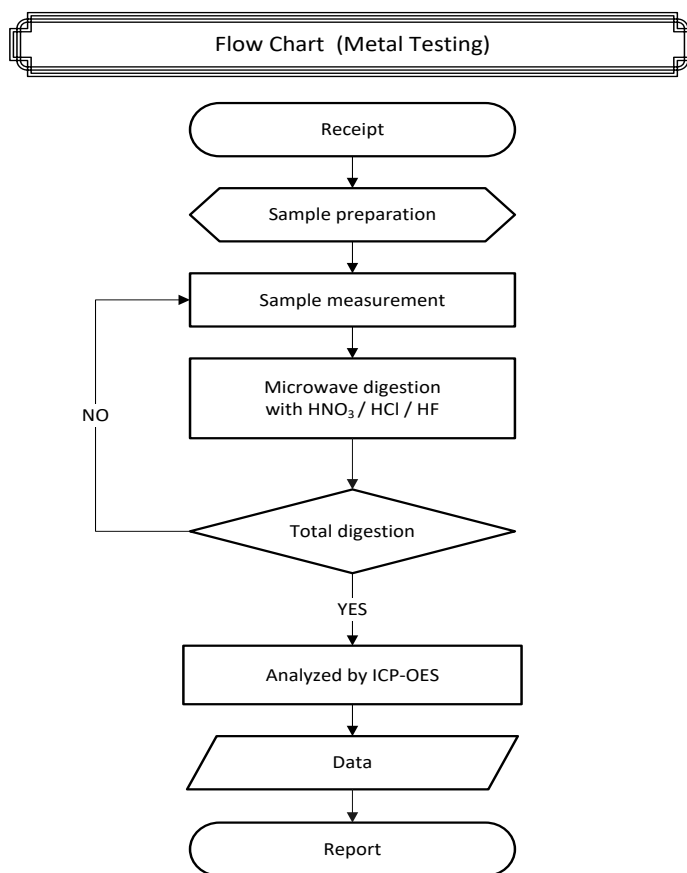 Flow Chart  (Metal Testing)
Receipt
Sample preparation
Sample measurement
Microwave digestion
with HNO₃ / HCl / HF
NO
Total digestion
YES
Analyzed by ICP-OES
Data
Report